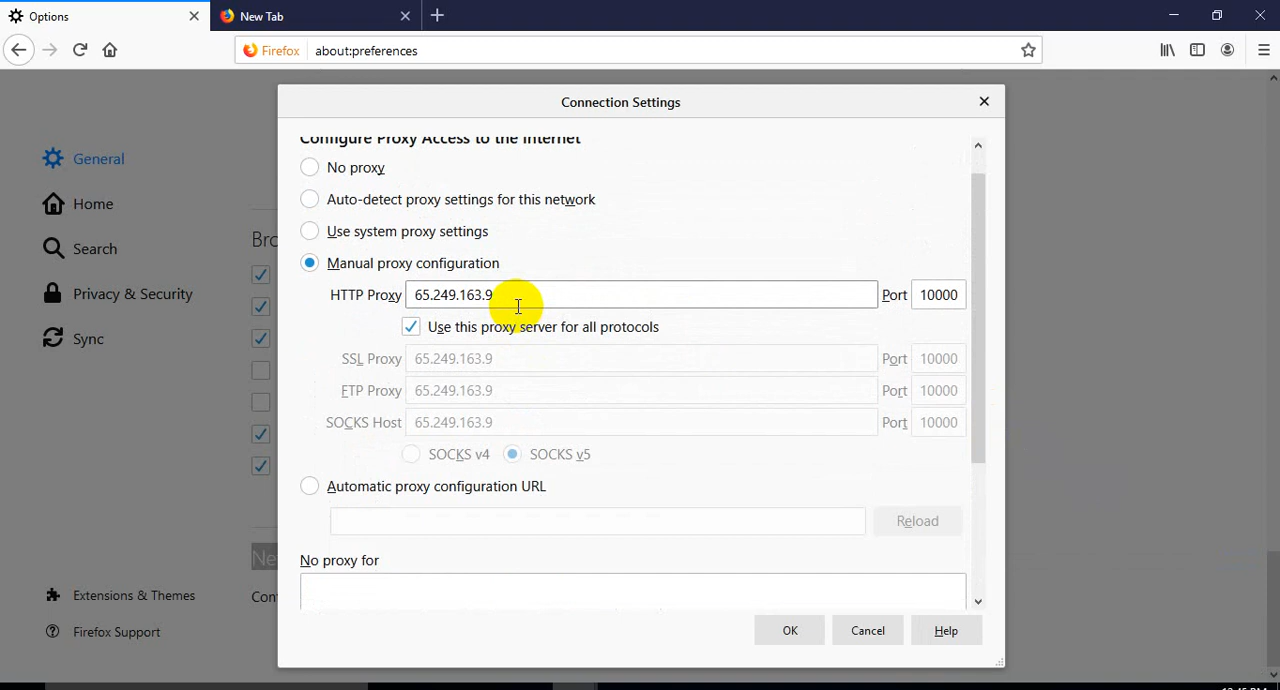 Options
New Tab
Firefox
about:preferences
Connection Settings
Configure Proxy Access to the Internet
General
Home
Search
Privacy & Security
Sync
Extensions & Themes
Firefox Support
No proxy
Auto-detect proxy settings for this network
Use system proxy settings
Manual proxy configuration
HTTP Proxy 65.249.163.9 Port 10000
Use this proxy server for all protocols
SSL Proxy 65.249.163.9 Port 10000
FTP Proxy 65.249.163.9 Port 10000
SOCKS Host 65.249.163.9 Port 10000
SOCKS v4 SOCKS v5
Automatic proxy configuration URL
Reload
No proxy for
OK Cancel Help